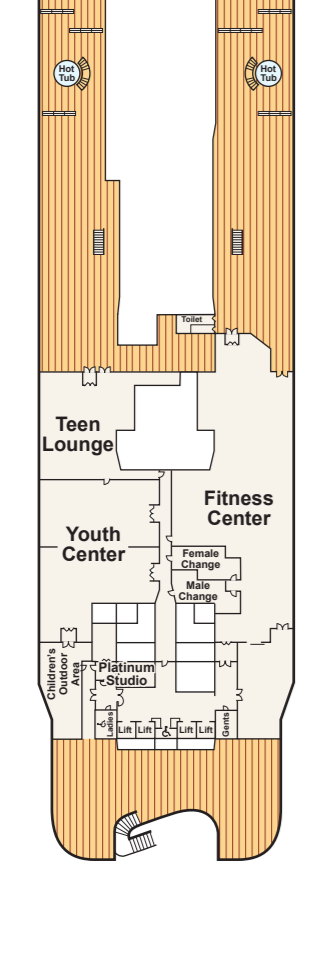 Hot
Tub
Hot
Tub
Toilet
Teen
Lounge
Fitness
Center
Youth
Center
Female
Change
Male
Change
Children's
Outdoor
Area
Platinum
Studio
Ladies
Lift
Lift
Lift
Lift
Gents